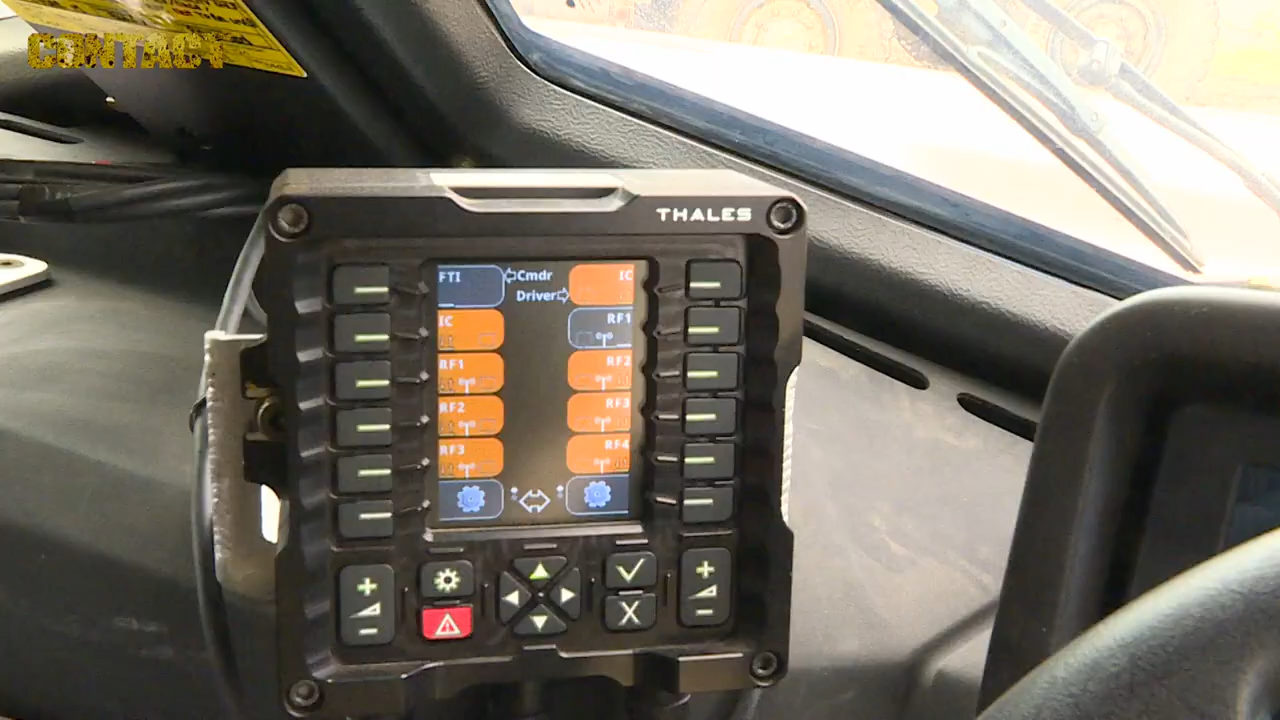 CONTACT
THALES
FTI
Cmdr
IC
Driver
IC
RF1
RF1
RF2
RF2
RF3
RF3
RF4